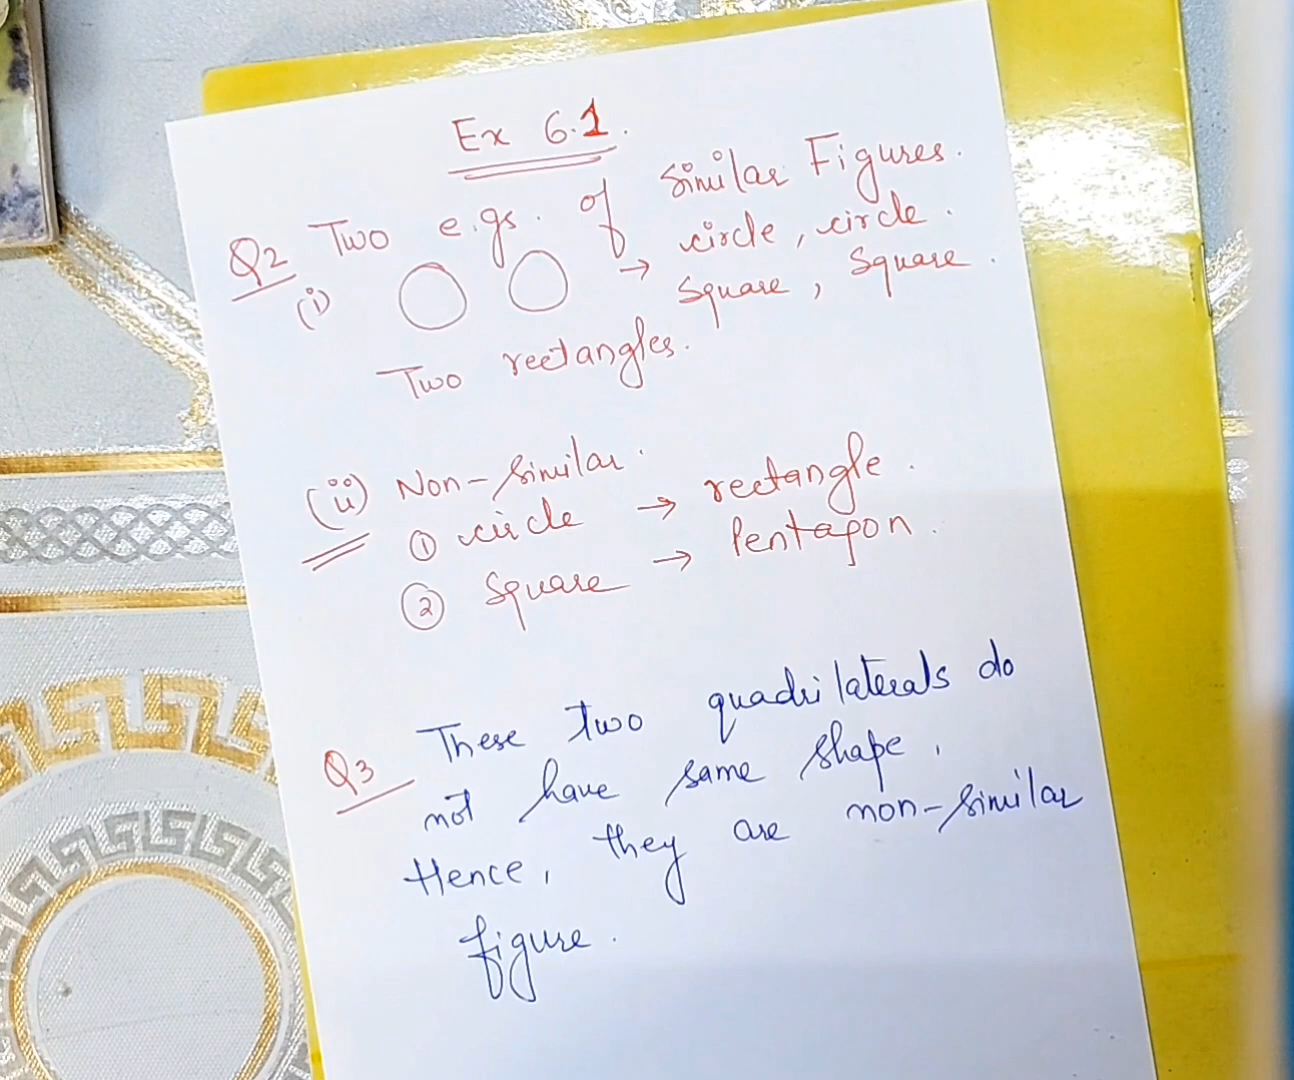 Ex 6.1.
Q2 Two e.gs. of Similar Figures.
(i) → circle, circle.
Square, Square.
Two rectangles.
(ii) Non-Similar.
① circle → rectangle.
② Square → Pentagon.
Q3 These two quadrilaterals do
not have same shape,
Hence, they are non-similar
figure.